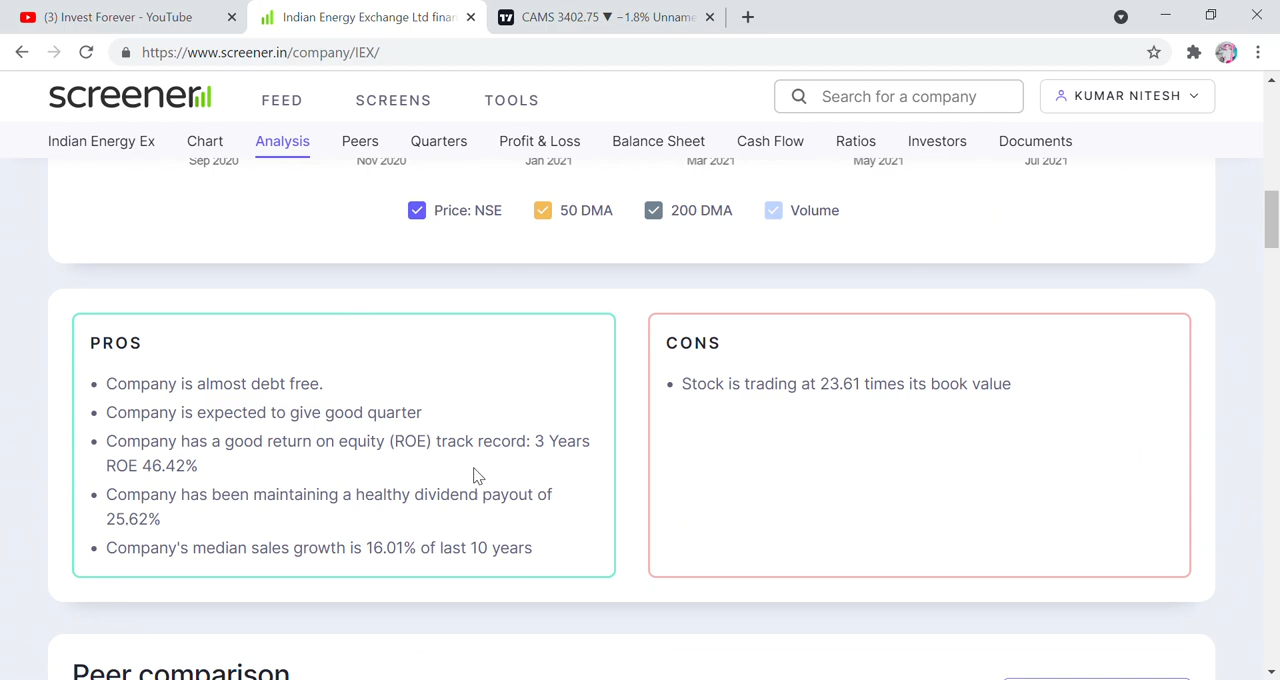 (3) Invest Forever - YouTube
Indian Energy Exchange Ltd finan
CAMS 3402.75 ▼ −1.8% Unname
https://www.screener.in/company/IEX/
screener
FEED
SCREENS
TOOLS
Search for a company
KUMAR NITESH
Indian Energy Ex
Chart
Analysis
Peers
Quarters
Profit & Loss
Balance Sheet
Cash Flow
Ratios
Investors
Documents
Sep 2020
Nov 2020
Jan 2021
Mar 2021
May 2021
Jul 2021
Price: NSE
50 DMA
200 DMA
Volume
PROS
• Company is almost debt free.
• Company is expected to give good quarter
• Company has a good return on equity (ROE) track record: 3 Years
ROE 46.42%
• Company has been maintaining a healthy dividend payout of
25.62%
• Company's median sales growth is 16.01% of last 10 years
CONS
• Stock is trading at 23.61 times its book value
Peer comparison